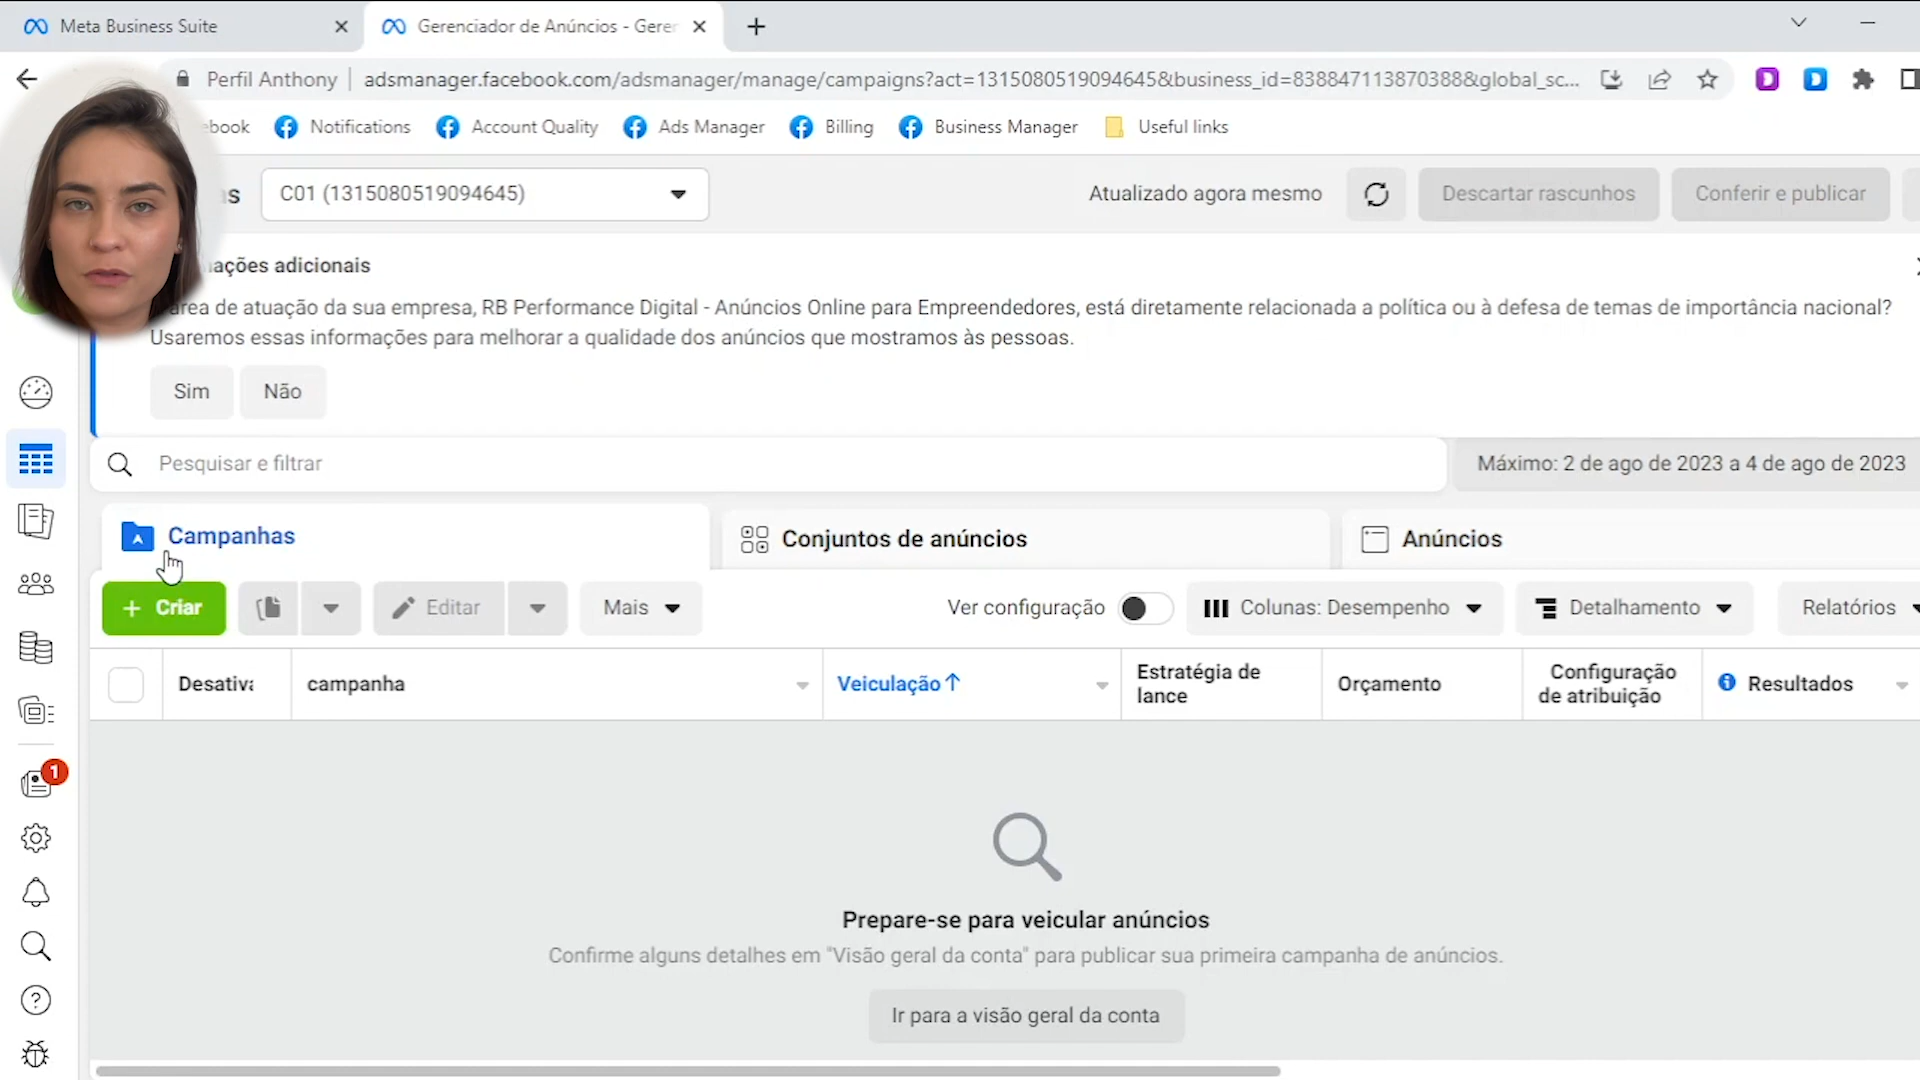 Meta Business Suite
Gerenciador de Anúncios - Geren
Perfil Anthony
adsmanager.facebook.com/adsmanager/manage/campaigns?act=1315080519094645&business_id=838847113870388&global_sc...
ebook
Notifications
Account Quality
Ads Manager
Billing
Business Manager
Useful links
as
C01 (1315080519094645)
Atualizado agora mesmo
Descartar rascunhos
Conferir e publicar
ações adicionais
área de atuação da sua empresa, RB Performance Digital - Anúncios Online para Empreendedores, está diretamente relacionada a política ou à defesa de temas de importância nacional?
Usaremos essas informações para melhorar a qualidade dos anúncios que mostramos às pessoas.
Sim
Não
Pesquisar e filtrar
Máximo: 2 de ago de 2023 a 4 de ago de 2023
Campanhas
Conjuntos de anúncios
Anúncios
+ Criar
Editar
Mais
Ver configuração
Colunas: Desempenho
Detalhamento
Relatórios
Desativa
campanha
Veiculação↑
Estratégia de
lance
Orçamento
Configuração
de atribuição
Resultados
1
Prepare-se para veicular anúncios
Confirme alguns detalhes em "Visão geral da conta" para publicar sua primeira campanha de anúncios.
Ir para a visão geral da conta